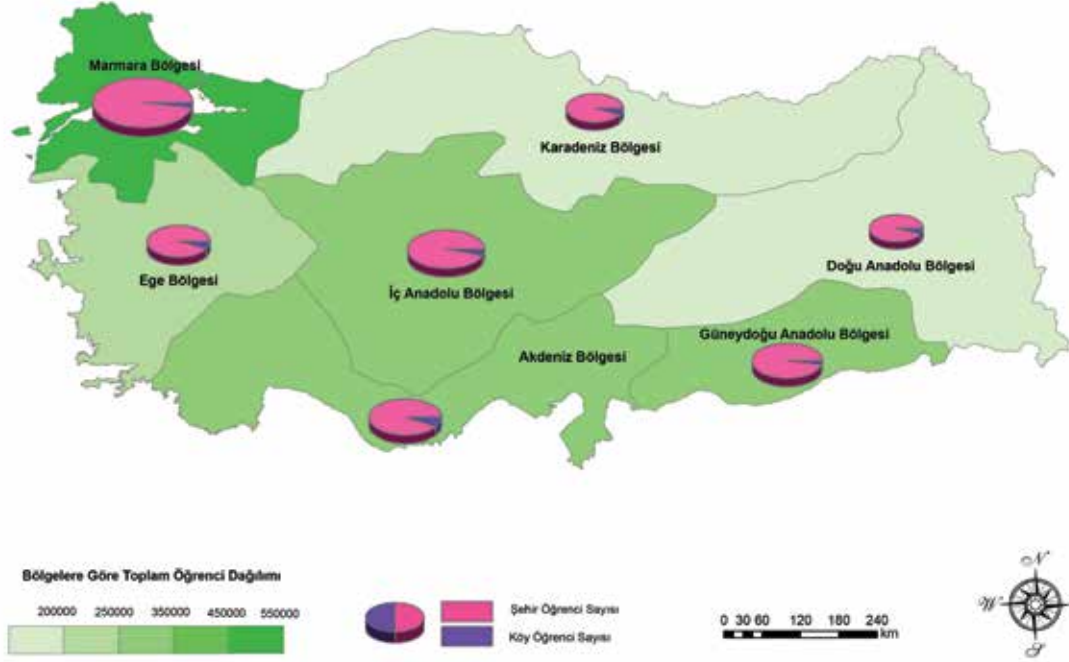 Marmara Bölgesi
Karadeniz Bölgesi
Ege Bölgesi
İç Anadolu Bölgesi
Doğu Anadolu Bölgesi
Güneydoğu Anadolu Bölgesi
Akdeniz Bölgesi
Bölgelere Göre Toplam Öğrenci Dağılımı
200000 250000 350000 450000 550000
Şehir Öğrenci Sayısı
Köy Öğrenci Sayısı
0 30 60 120 180 240
km
N
W
S